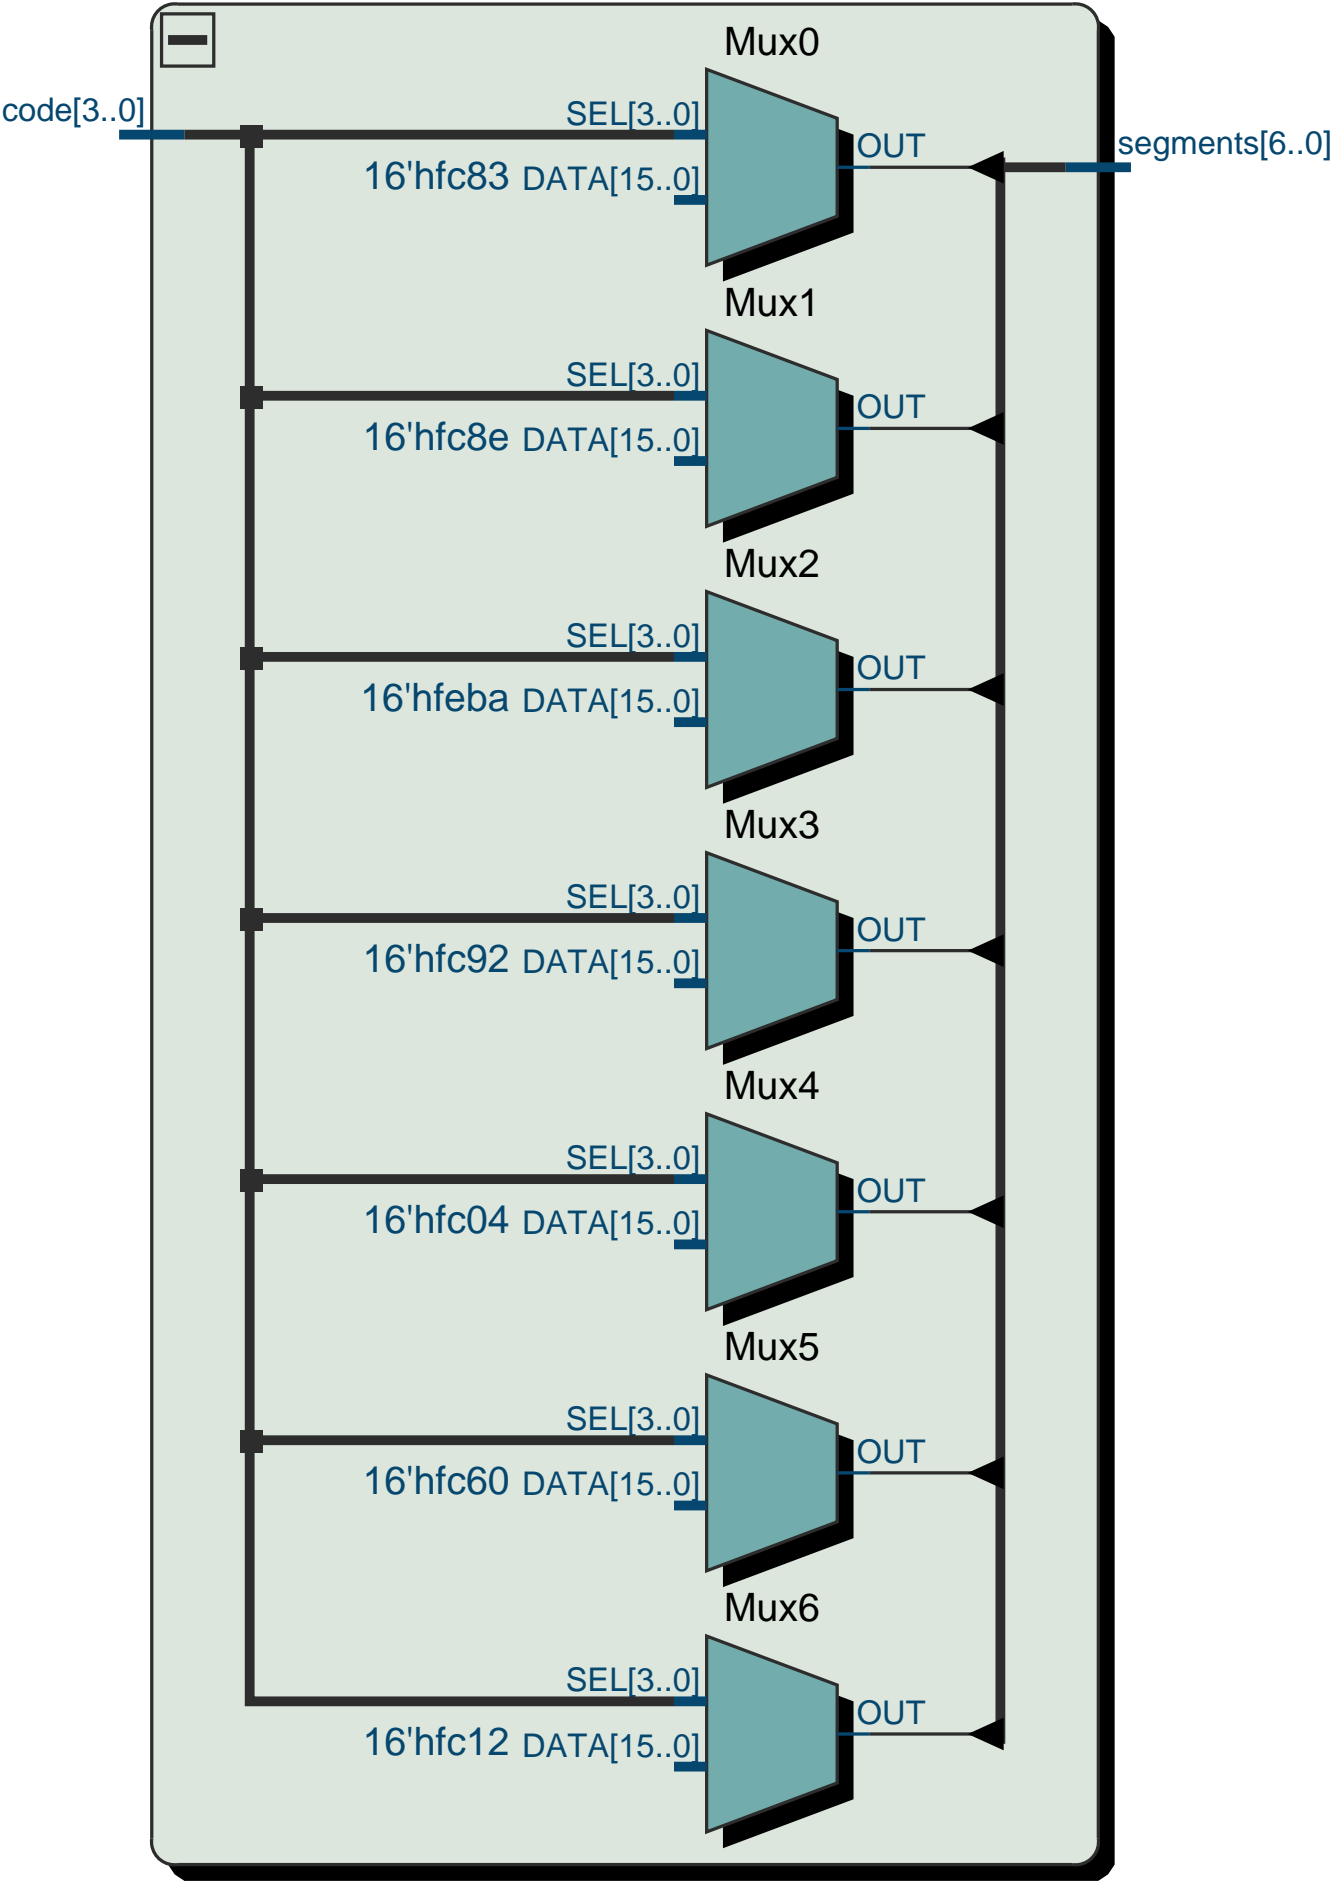 code[3..0]
segments[6..0]
Mux0
SEL[3..0]
16'hfc83 DATA[15..0]
OUT
Mux1
SEL[3..0]
16'hfc8e DATA[15..0]
OUT
Mux2
SEL[3..0]
16'hfeba DATA[15..0]
OUT
Mux3
SEL[3..0]
16'hfc92 DATA[15..0]
OUT
Mux4
SEL[3..0]
16'hfc04 DATA[15..0]
OUT
Mux5
SEL[3..0]
16'hfc60 DATA[15..0]
OUT
Mux6
SEL[3..0]
16'hfc12 DATA[15..0]
OUT